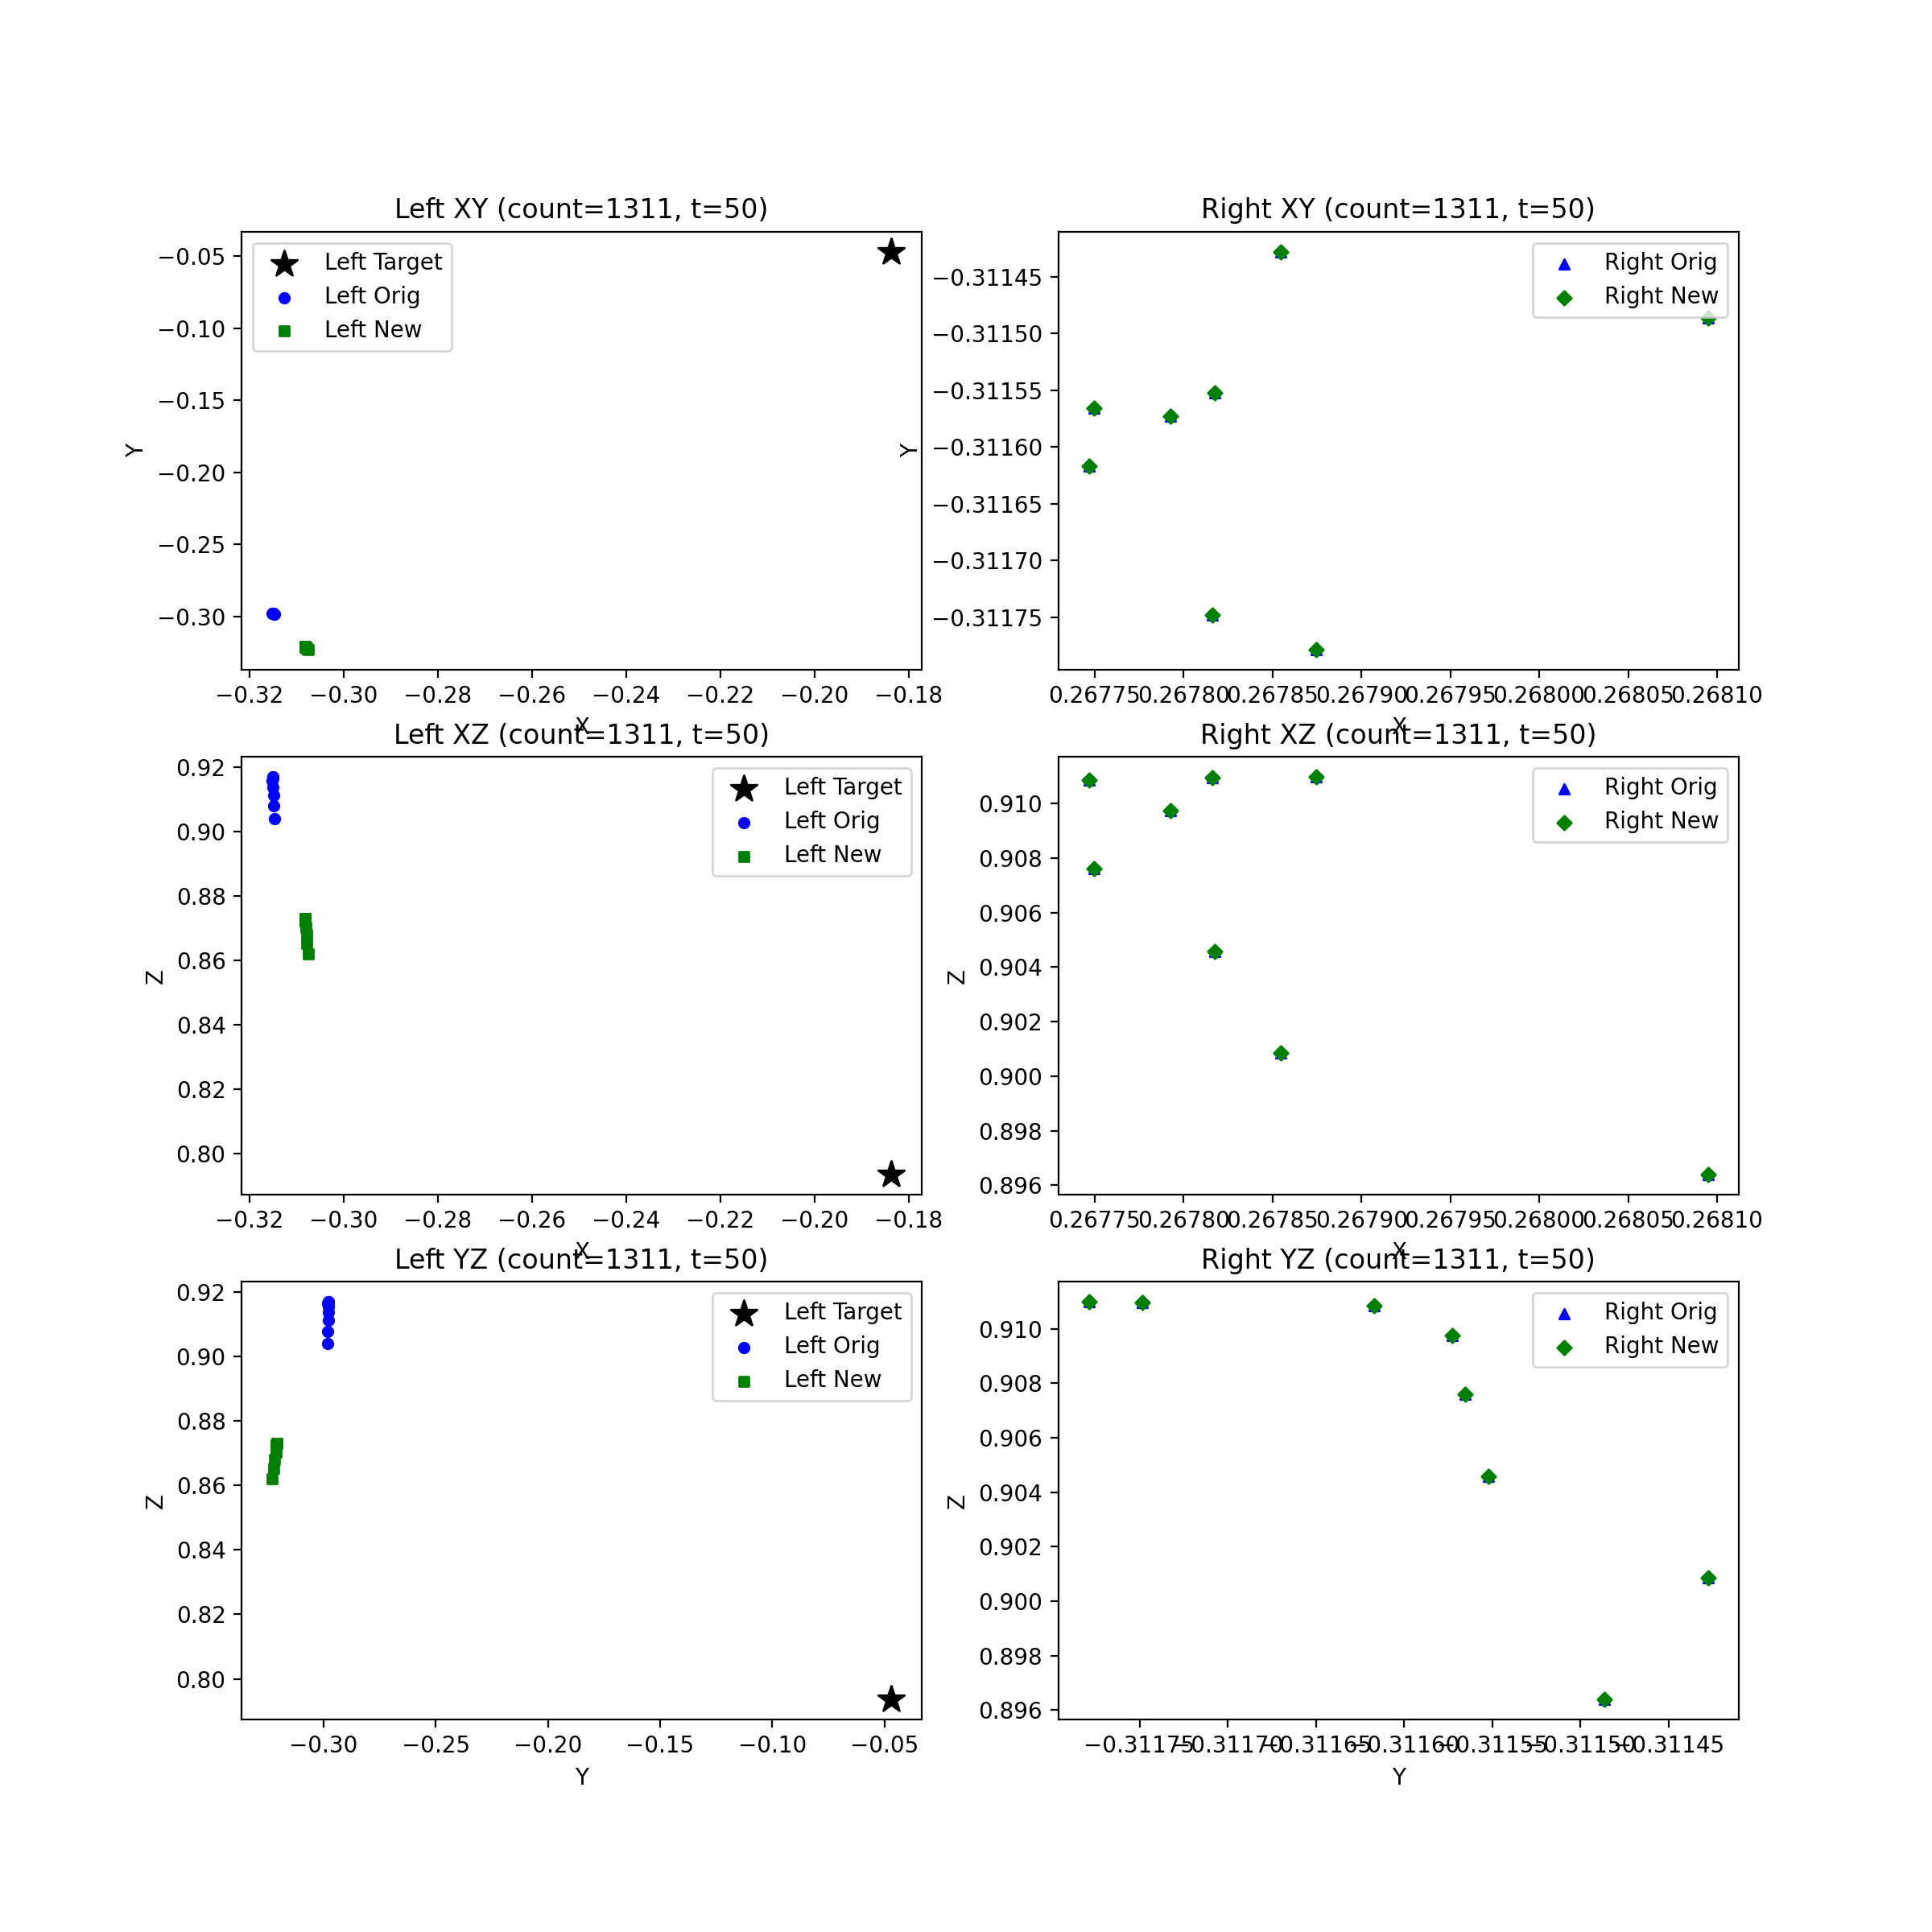 Left XY (count=1311, t=50)
Left Target
Left Orig
Left New
−0.05
−0.10
−0.15
−0.20
−0.25
−0.30
Y
−0.32
−0.30
−0.28
−0.26
−0.24
−0.22
−0.20
−0.18
X
Right XY (count=1311, t=50)
Right Orig
Right New
−0.31145
−0.31150
−0.31155
−0.31160
−0.31165
−0.31170
−0.31175
Y
0.26775
0.26780
0.26785
0.26790
0.26795
0.26800
0.26805
0.26810
X
Left XZ (count=1311, t=50)
Left Target
Left Orig
Left New
0.92
0.90
0.88
0.86
0.84
0.82
0.80
Z
−0.32
−0.30
−0.28
−0.26
−0.24
−0.22
−0.20
−0.18
X
Right XZ (count=1311, t=50)
Right Orig
Right New
0.910
0.908
0.906
0.904
0.902
0.900
0.898
0.896
Z
0.26775
0.26780
0.26785
0.26790
0.26795
0.26800
0.26805
0.26810
X
Left YZ (count=1311, t=50)
Left Target
Left Orig
Left New
0.92
0.90
0.88
0.86
0.84
0.82
0.80
Z
−0.30
−0.25
−0.20
−0.15
−0.10
−0.05
Y
Right YZ (count=1311, t=50)
Right Orig
Right New
0.910
0.908
0.906
0.904
0.902
0.900
0.898
0.896
Z
−0.31175
−0.31170
−0.31165
−0.31160
−0.31155
−0.31150
−0.31145
Y